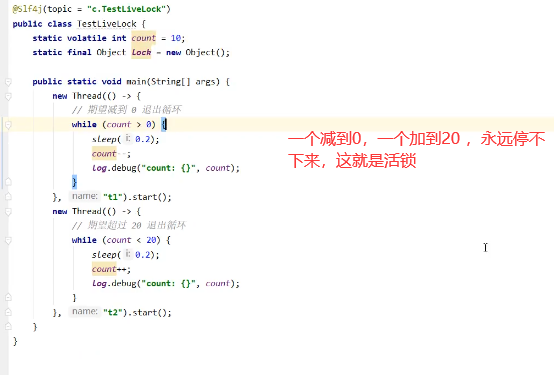 @Slf4j(topic = "c.TestLiveLock")
public class TestLiveLock {
static volatile int count = 10;
static final Object Lock = new Object();
public static void main(String[] args) {
new Thread(() -> {
// 期望减到 0 退出循环
while (count > 0) {
sleep( i: 0.2);
count--;
log.debug("count: {}", count);
}
}, name: "t1").start();
new Thread(() -> {
// 期望超过 20 退出循环
while (count < 20) {
sleep( i: 0.2);
count++;
log.debug("count: {}", count);
}
}, name: "t2").start();
}
}
一个减到0，一个加到20 ，永远停不
下来，这就是活锁